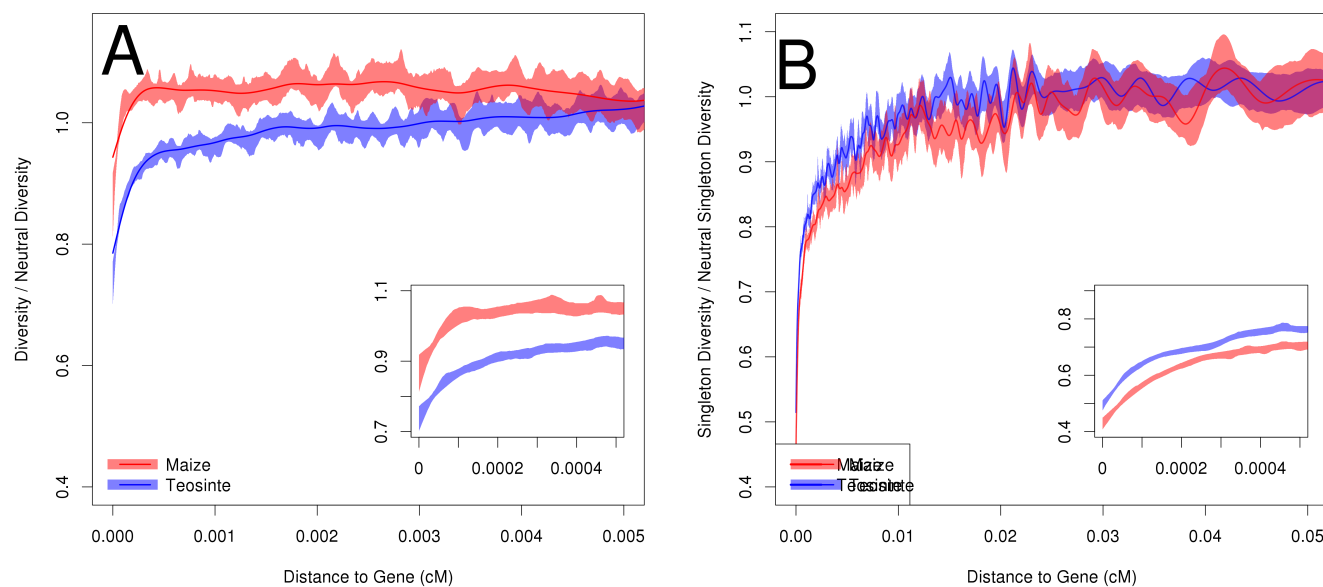 A
Diversity / Neutral Diversity
1.0
0.8
0.6
0.4
1.1
0.9
0.7
0 0.0002 0.0004
Maize
Teosinte
0.000 0.001 0.002 0.003 0.004 0.005
Distance to Gene (cM)
B
Singleton Diversity / Neutral Singleton Diversity
1.1
1.0
0.9
0.8
0.7
0.6
0.5
0.4
0.8
0.6
0.4
0 0.0002 0.0004
Maize
Teosinte
0.00 0.01 0.02 0.03 0.04 0.05
Distance to Gene (cM)